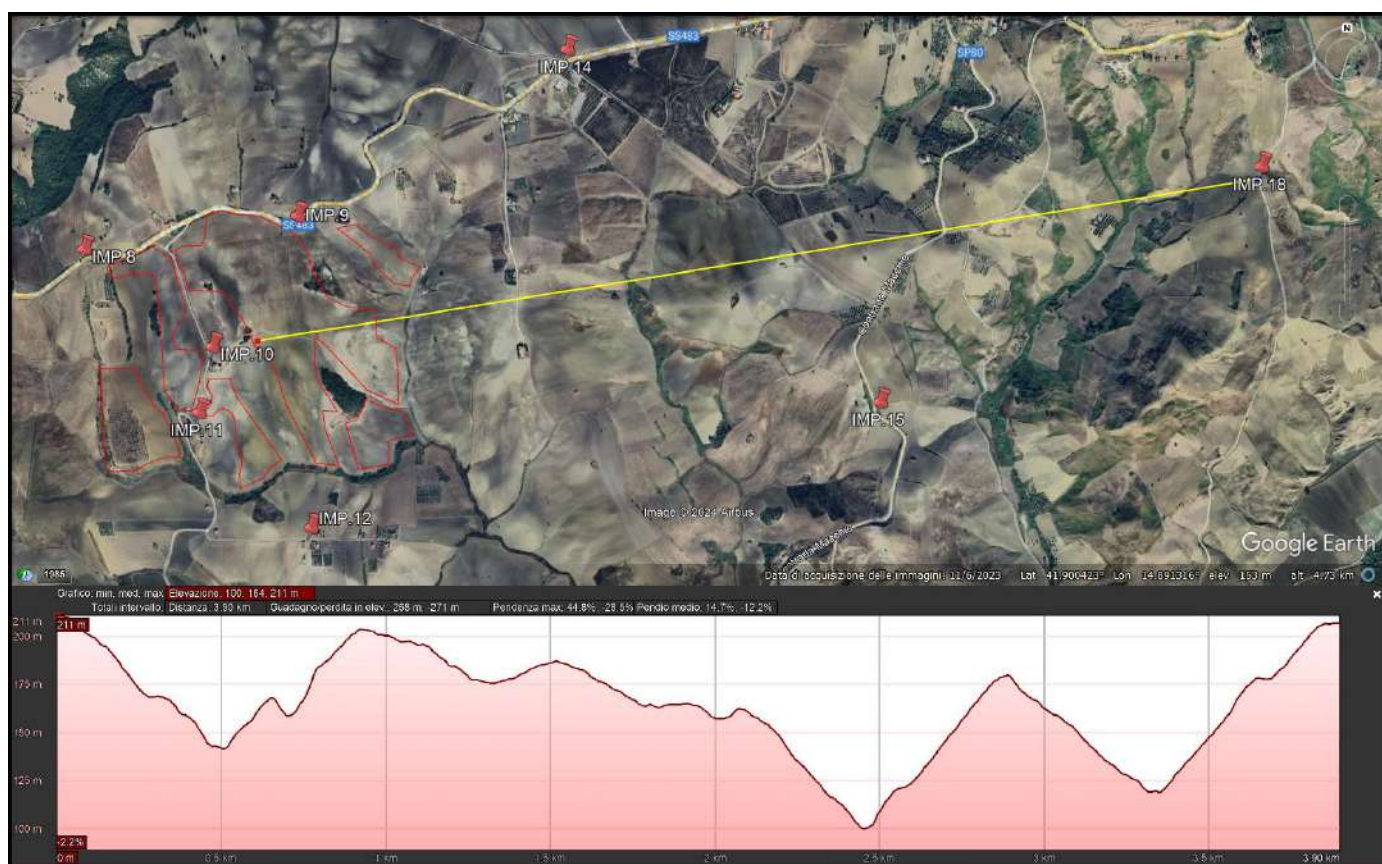 N
SS483
SP80
IMP.14
IMP.18
IMP.9
SS483
IMP.8
IMP.10
IMP.15
IMP.11
IMP.12
Image © 2024 Airbus
Google Earth
1985
Data di acquisizione delle immagini: 11/6/2023 Lat 41.900423° Lon 14.891316° elev 153 m alt 4.73 km
Grafico: min, med, max Elevazione: 100, 164, 211 m
Totali intervallo: Distanza: 3.90 km Guadagno/perdita in elev.: 268 m, -271 m Pendenza max: 44.8%, -28.5% Pendio medio: 14.7%, -12.2%
211 m
211 m
200 m
175 m
150 m
125 m
100 m
-2.2%
0 m 0.5 km 1 km 1.5 km 2 km 2.5 km 3 km 3.5 km 3.90 km